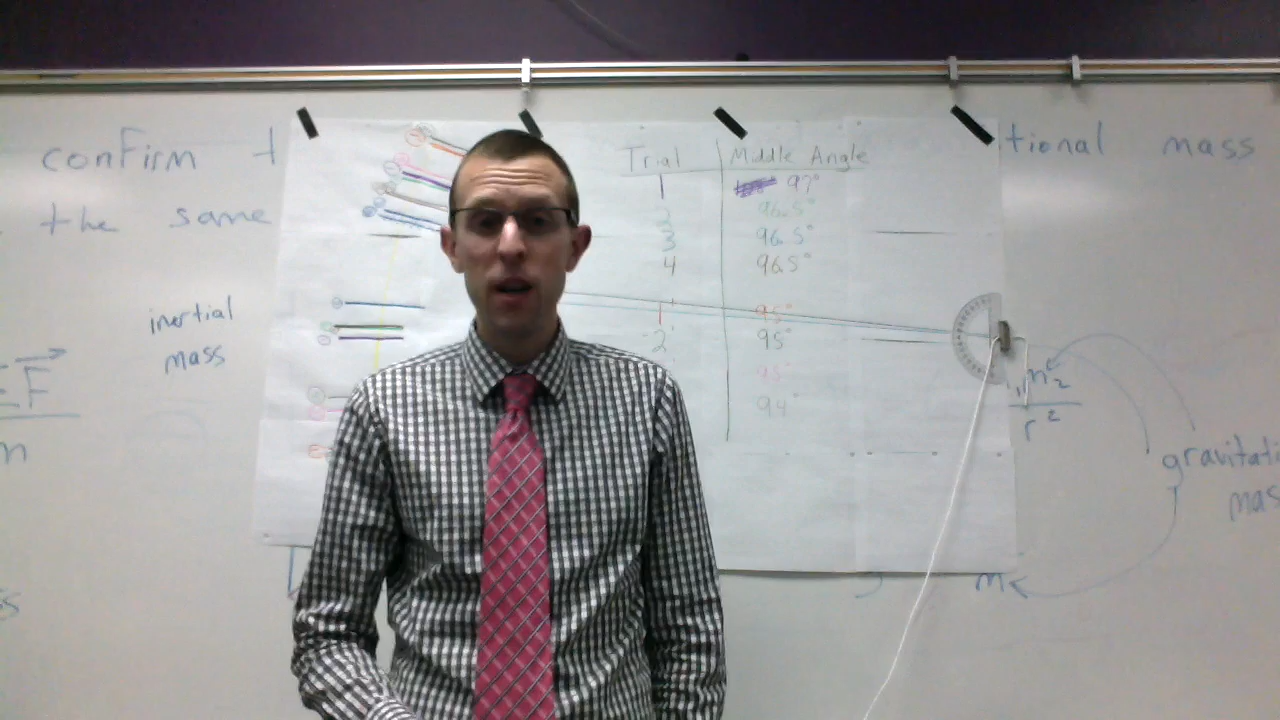 confirm t
tional mass
the same
Trial Middle Angle
1 97°
2 96.5°
3 96.5°
4 96.5°
1' 95°
2' 95°
95°
94°
inertial
mass
ΣF
m
m₂
r²
gravitati
mas
m